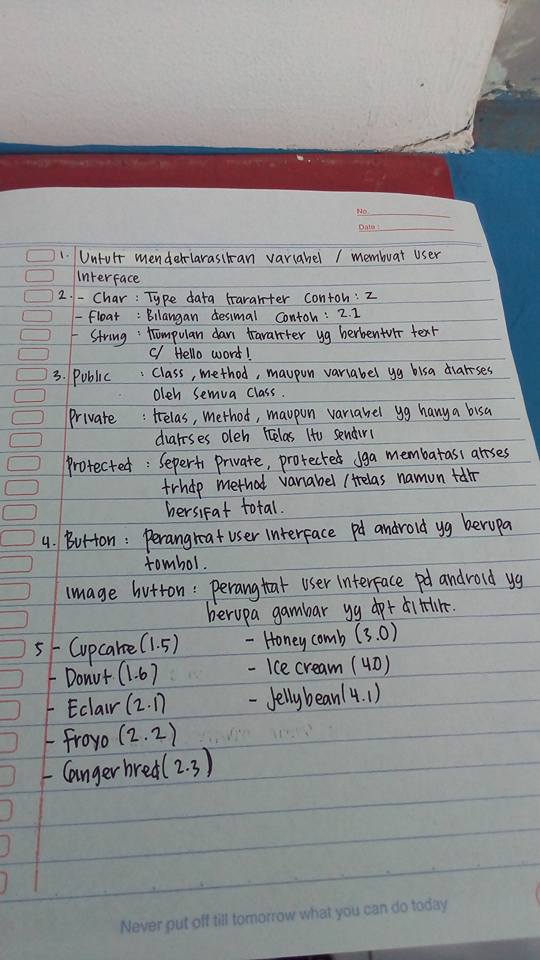 No.
Date :
1. Untuk mendeklarasikan variabel / membuat user
Interface
2. - Char : Type data karakter contoh : Z
- Float : Bilangan desimal contoh : 2.1
- String : kumpulan dari karakter yg berbentuk text
c/ Hello word!
3. Public : Class, method, maupun variabel yg bisa diakses
oleh semua class.
Private : kelas, Method, maupun variabel yg hanya bisa
diakses oleh kelas itu sendiri
Protected : Seperti private, protected jga membatasi akses
trhdp method variabel / kelas namun tdk
bersifat total.
4. Button : perangkat user Interface pd android yg berupa
tombol.
Image button : perangkat user Interface pd android yg
berupa gambar yg dpt diklik.
5 - Cupcake (1.5) - Honey comb (3.0)
- Donut (1.6) - Ice cream (4.0)
- Eclair (2.1) - Jellybean (4.1)
- Froyo (2.2)
- Gingerbred (2.3)
Never put off till tomorrow what you can do today